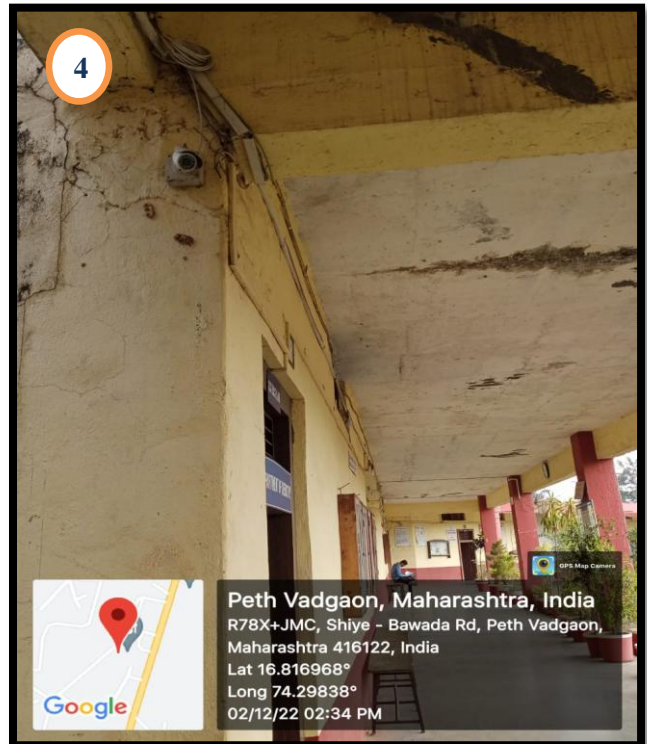 4
GPS Map Camera
Peth Vadgaon, Maharashtra, India
R78X+JMC, Shiye - Bawada Rd, Peth Vadgaon,
Maharashtra 416122, India
Lat 16.816968°
Long 74.29838°
02/12/22 02:34 PM
Google